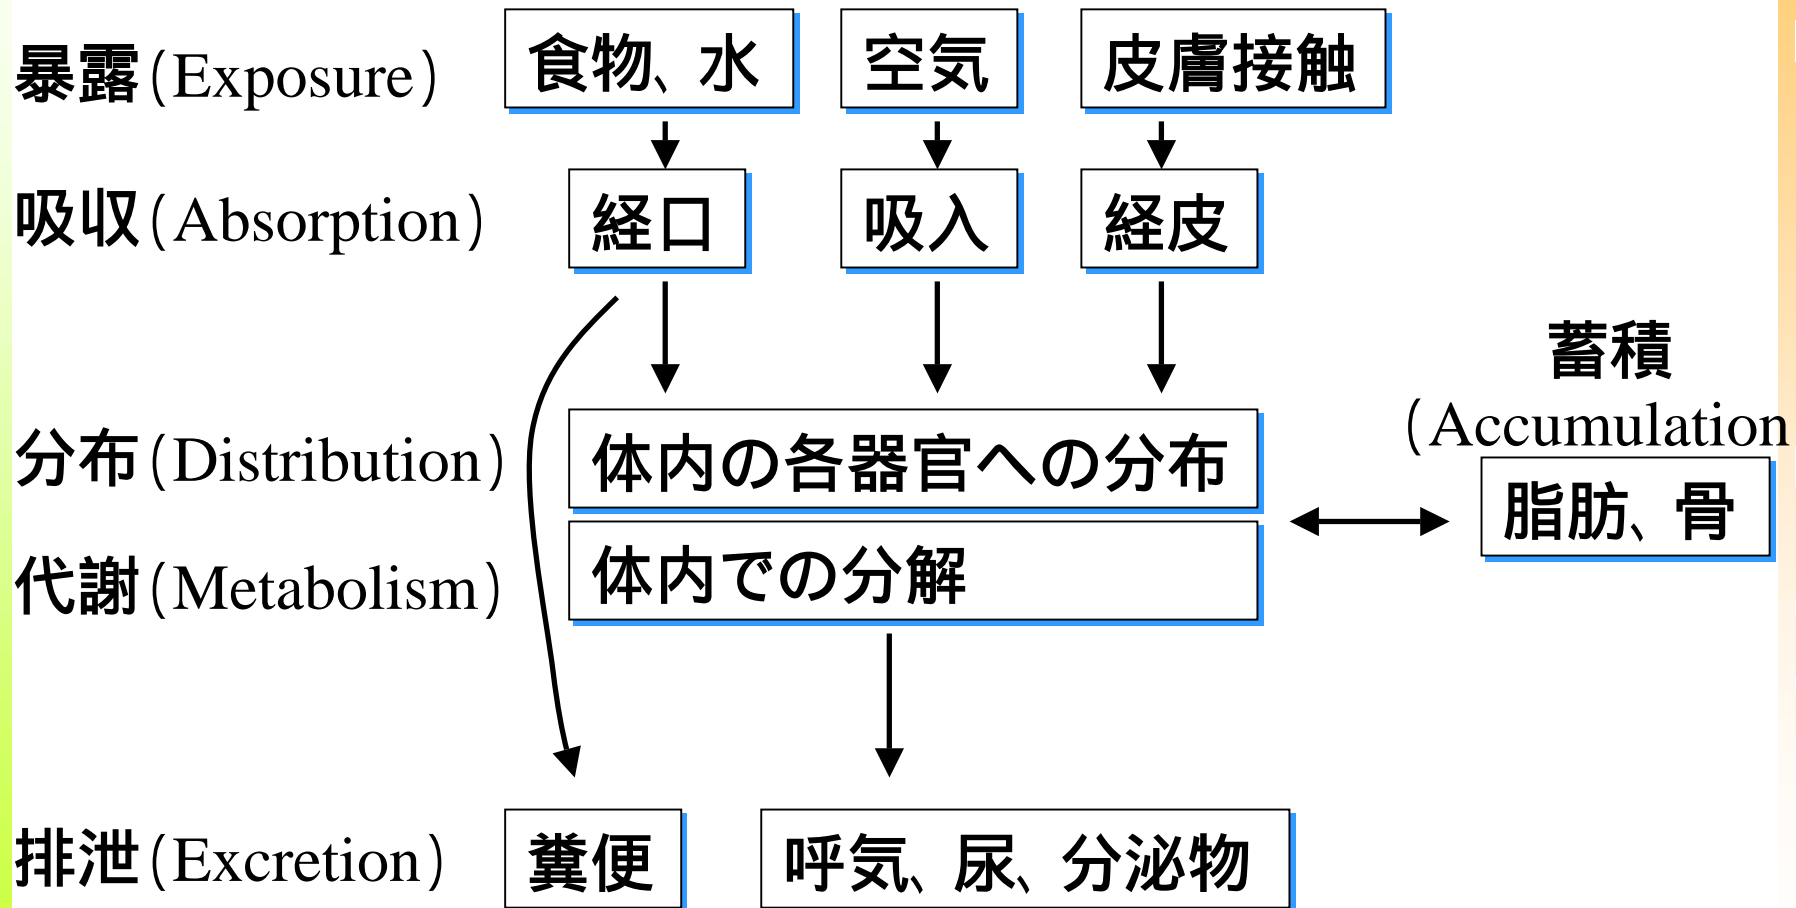 暴露(Exposure) 食物、水 空気 皮膚接触
吸収(Absorption) 経口 吸入 経皮
蓄積
(Accumulation
分布(Distribution) 体内の各器官への分布
脂肪、骨
代謝(Metabolism) 体内での分解
排泄(Excretion) 糞便 呼気、尿、分泌物